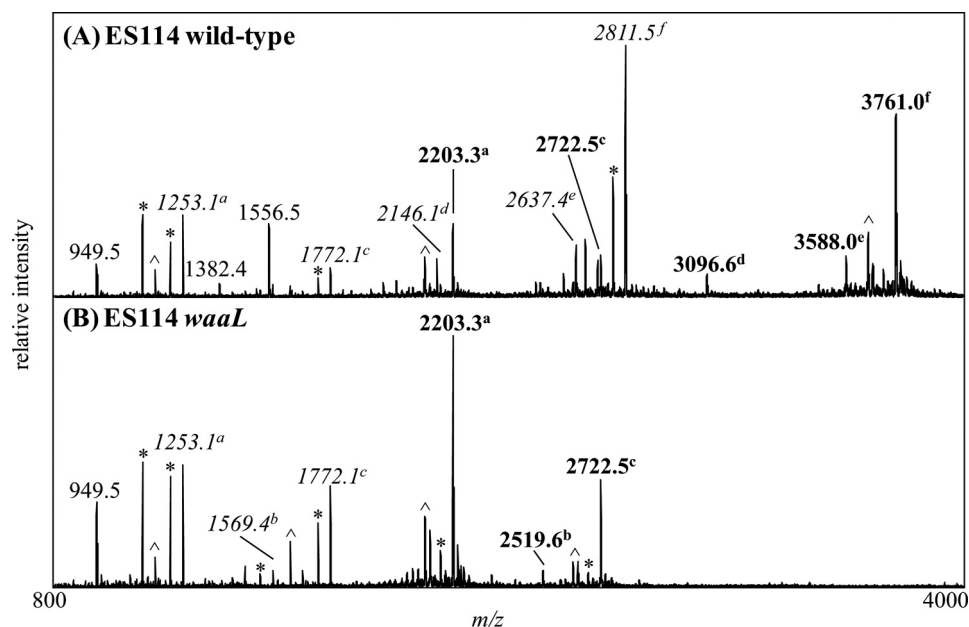 (A) ES114 wild-type
2811.5 f
3761.0f
2203.3a
2722.5c
*
1253.1a
*
1556.5
2146.1d
2637.4e
*
^
949.5
^
1382.4
*
1772.1c
^
3588.0e
3096.6d
relative intensity
(B) ES114 waaL
2203.3a
*
1253.1a
*
949.5
1772.1c
2722.5c
^
1569.4b
^
*
^
*
2519.6b
^
*
*
800
4000
m/z